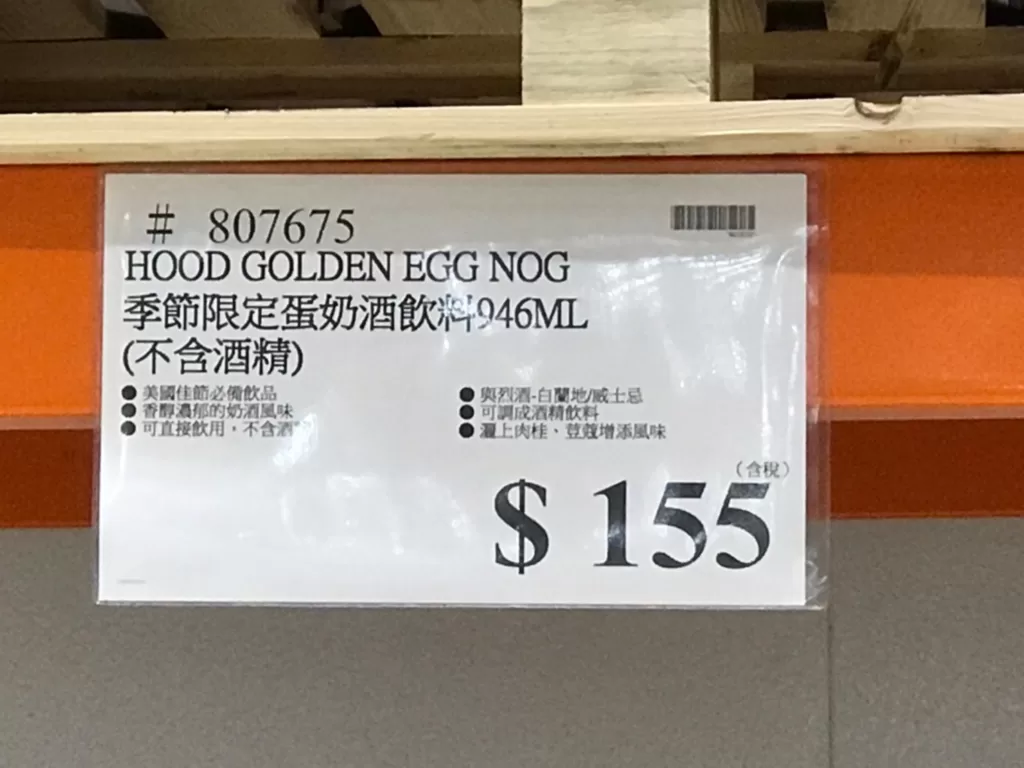 # 807675
HOOD GOLDEN EGG NOG
季節限定蛋奶酒飲料946ML
(不含酒精)
● 美國佳節必備飲品
● 香醇濃郁的奶酒風味
● 可直接飲用，不含酒
● 與烈酒-白蘭地/威士忌
● 可調成酒精飲料
● 灑上肉桂、荳蔻增添風味
(含稅)
$ 155